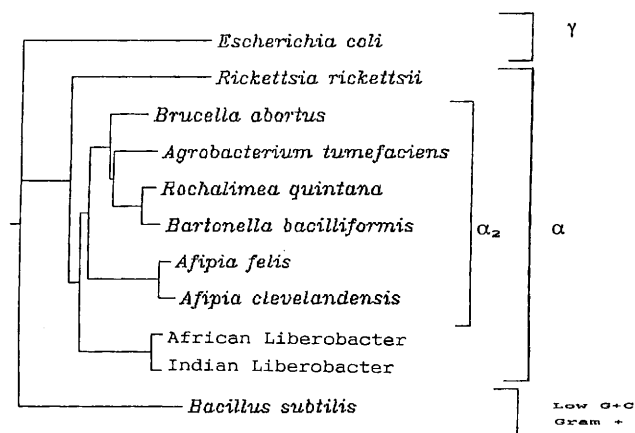 Escherichia coli
γ
Rickettsia rickettsii
Brucella abortus
Agrobacterium tumefaciens
Rochalimea quintana
Bartonella bacilliformis
α2
α
Afipia felis
Afipia clevelandensis
African Liberobacter
Indian Liberobacter
Bacillus subtilis
Low G+C
Gram +